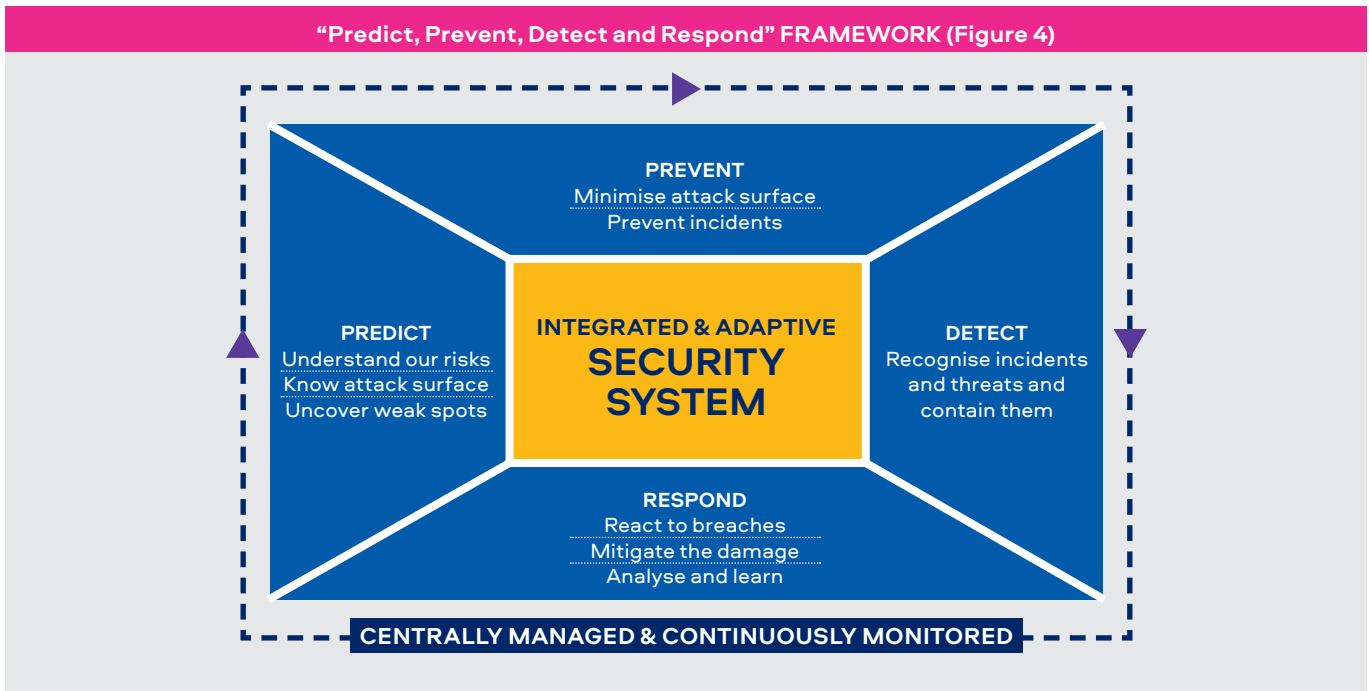 “Predict, Prevent, Detect and Respond” FRAMEWORK (Figure 4)
PREVENT
Minimise attack surface
Prevent incidents
PREDICT
Understand our risks
Know attack surface
Uncover weak spots
INTEGRATED & ADAPTIVE
SECURITY
SYSTEM
DETECT
Recognise incidents
and threats and
contain them
RESPOND
React to breaches
Mitigate the damage
Analyse and learn
CENTRALLY MANAGED & CONTINUOUSLY MONITORED